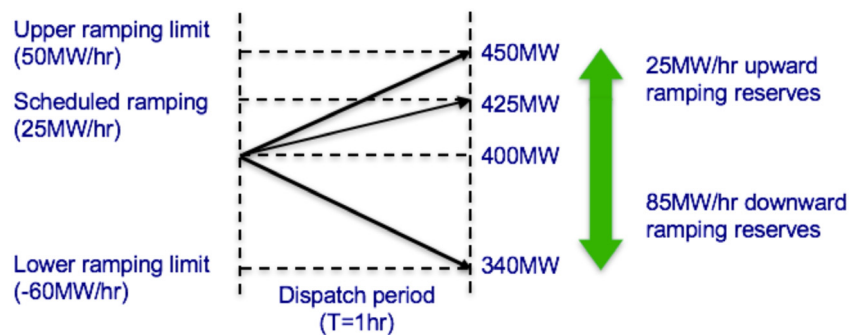 Upper ramping limit
(50MW/hr)
Scheduled ramping
(25MW/hr)
Lower ramping limit
(-60MW/hr)
450MW
425MW
400MW
340MW
Dispatch period
(T=1hr)
25MW/hr upward
ramping reserves
85MW/hr downward
ramping reserves